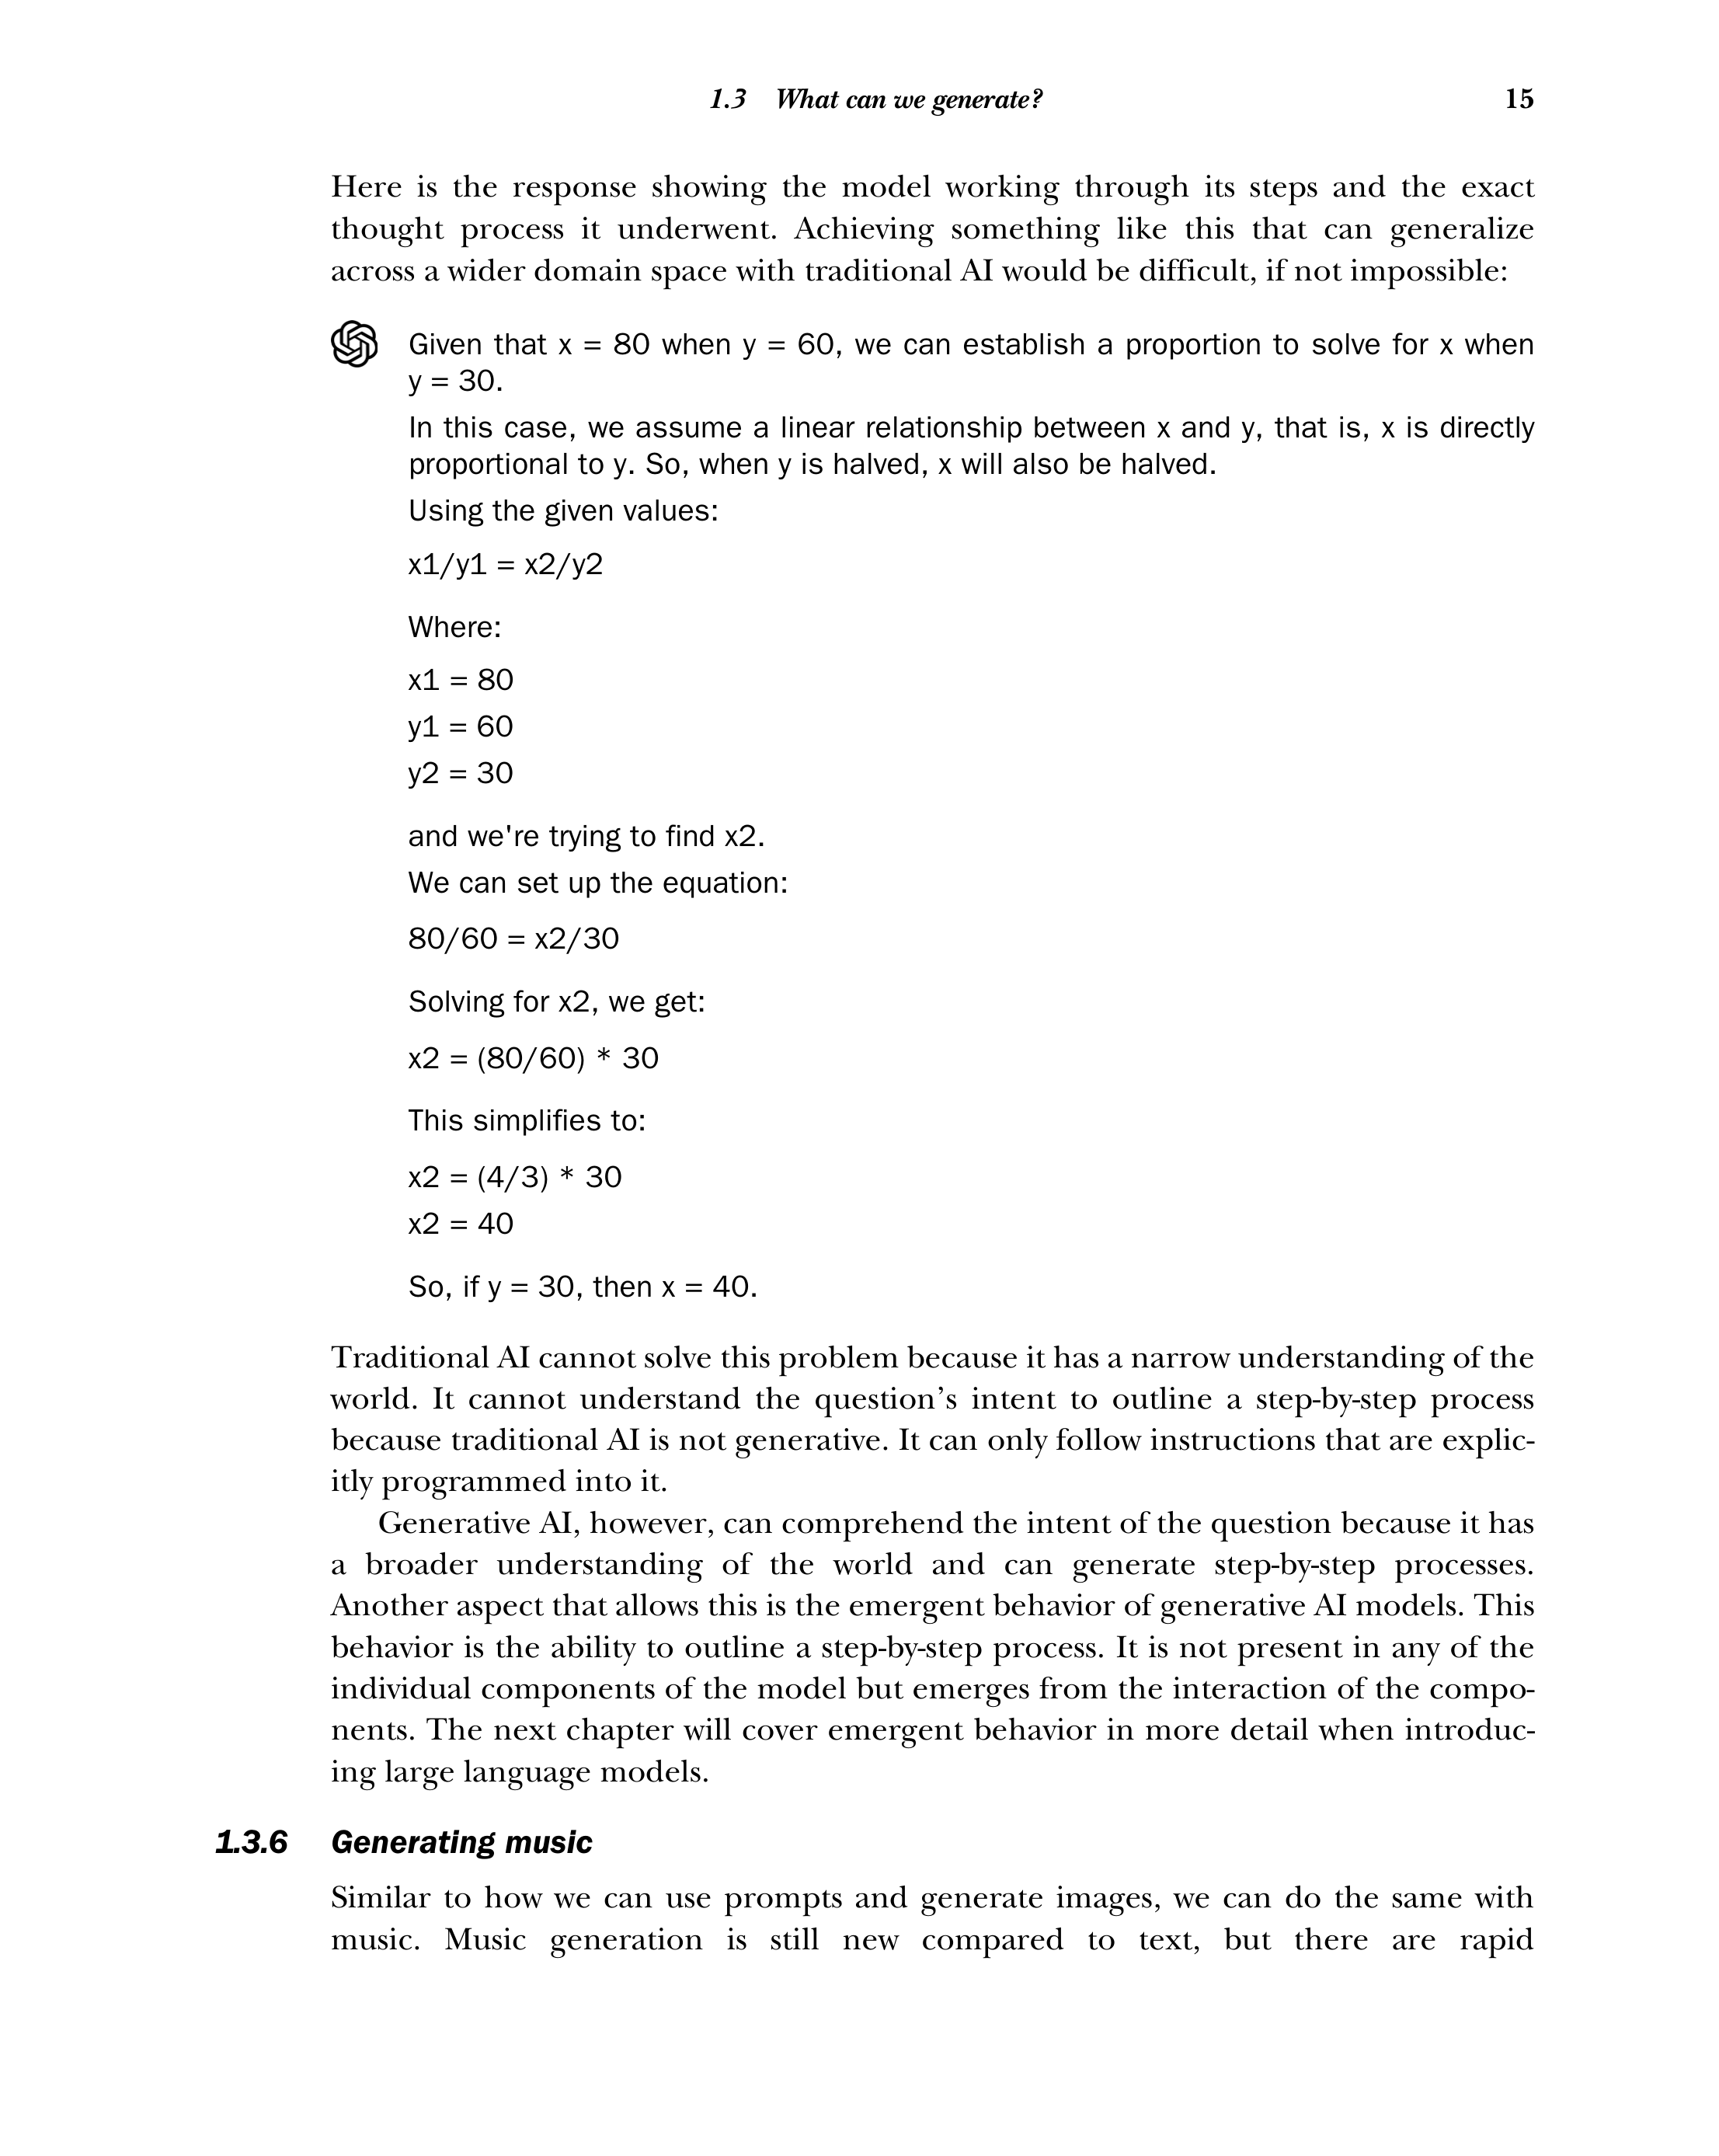 1.3 What can we generate? 15
Here is the response showing the model working through its steps and the exact
thought process it underwent. Achieving something like this that can generalize
across a wider domain space with traditional AI would be difficult, if not impossible:
Given that x = 80 when y = 60, we can establish a proportion to solve for x when
y = 30.
In this case, we assume a linear relationship between x and y, that is, x is directly
proportional to y. So, when y is halved, x will also be halved.
Using the given values:
x1/y1 = x2/y2
Where:
x1 = 80
y1 = 60
y2 = 30
and we're trying to find x2.
We can set up the equation:
80/60 = x2/30
Solving for x2, we get:
x2 = (80/60) * 30
This simplifies to:
x2 = (4/3) * 30
x2 = 40
So, if y = 30, then x = 40.
Traditional AI cannot solve this problem because it has a narrow understanding of the
world. It cannot understand the question’s intent to outline a step-by-step process
because traditional AI is not generative. It can only follow instructions that are explic-
itly programmed into it.
Generative AI, however, can comprehend the intent of the question because it has
a broader understanding of the world and can generate step-by-step processes.
Another aspect that allows this is the emergent behavior of generative AI models. This
behavior is the ability to outline a step-by-step process. It is not present in any of the
individual components of the model but emerges from the interaction of the compo-
nents. The next chapter will cover emergent behavior in more detail when introduc-
ing large language models.
1.3.6 Generating music
Similar to how we can use prompts and generate images, we can do the same with
music. Music generation is still new compared to text, but there are rapid